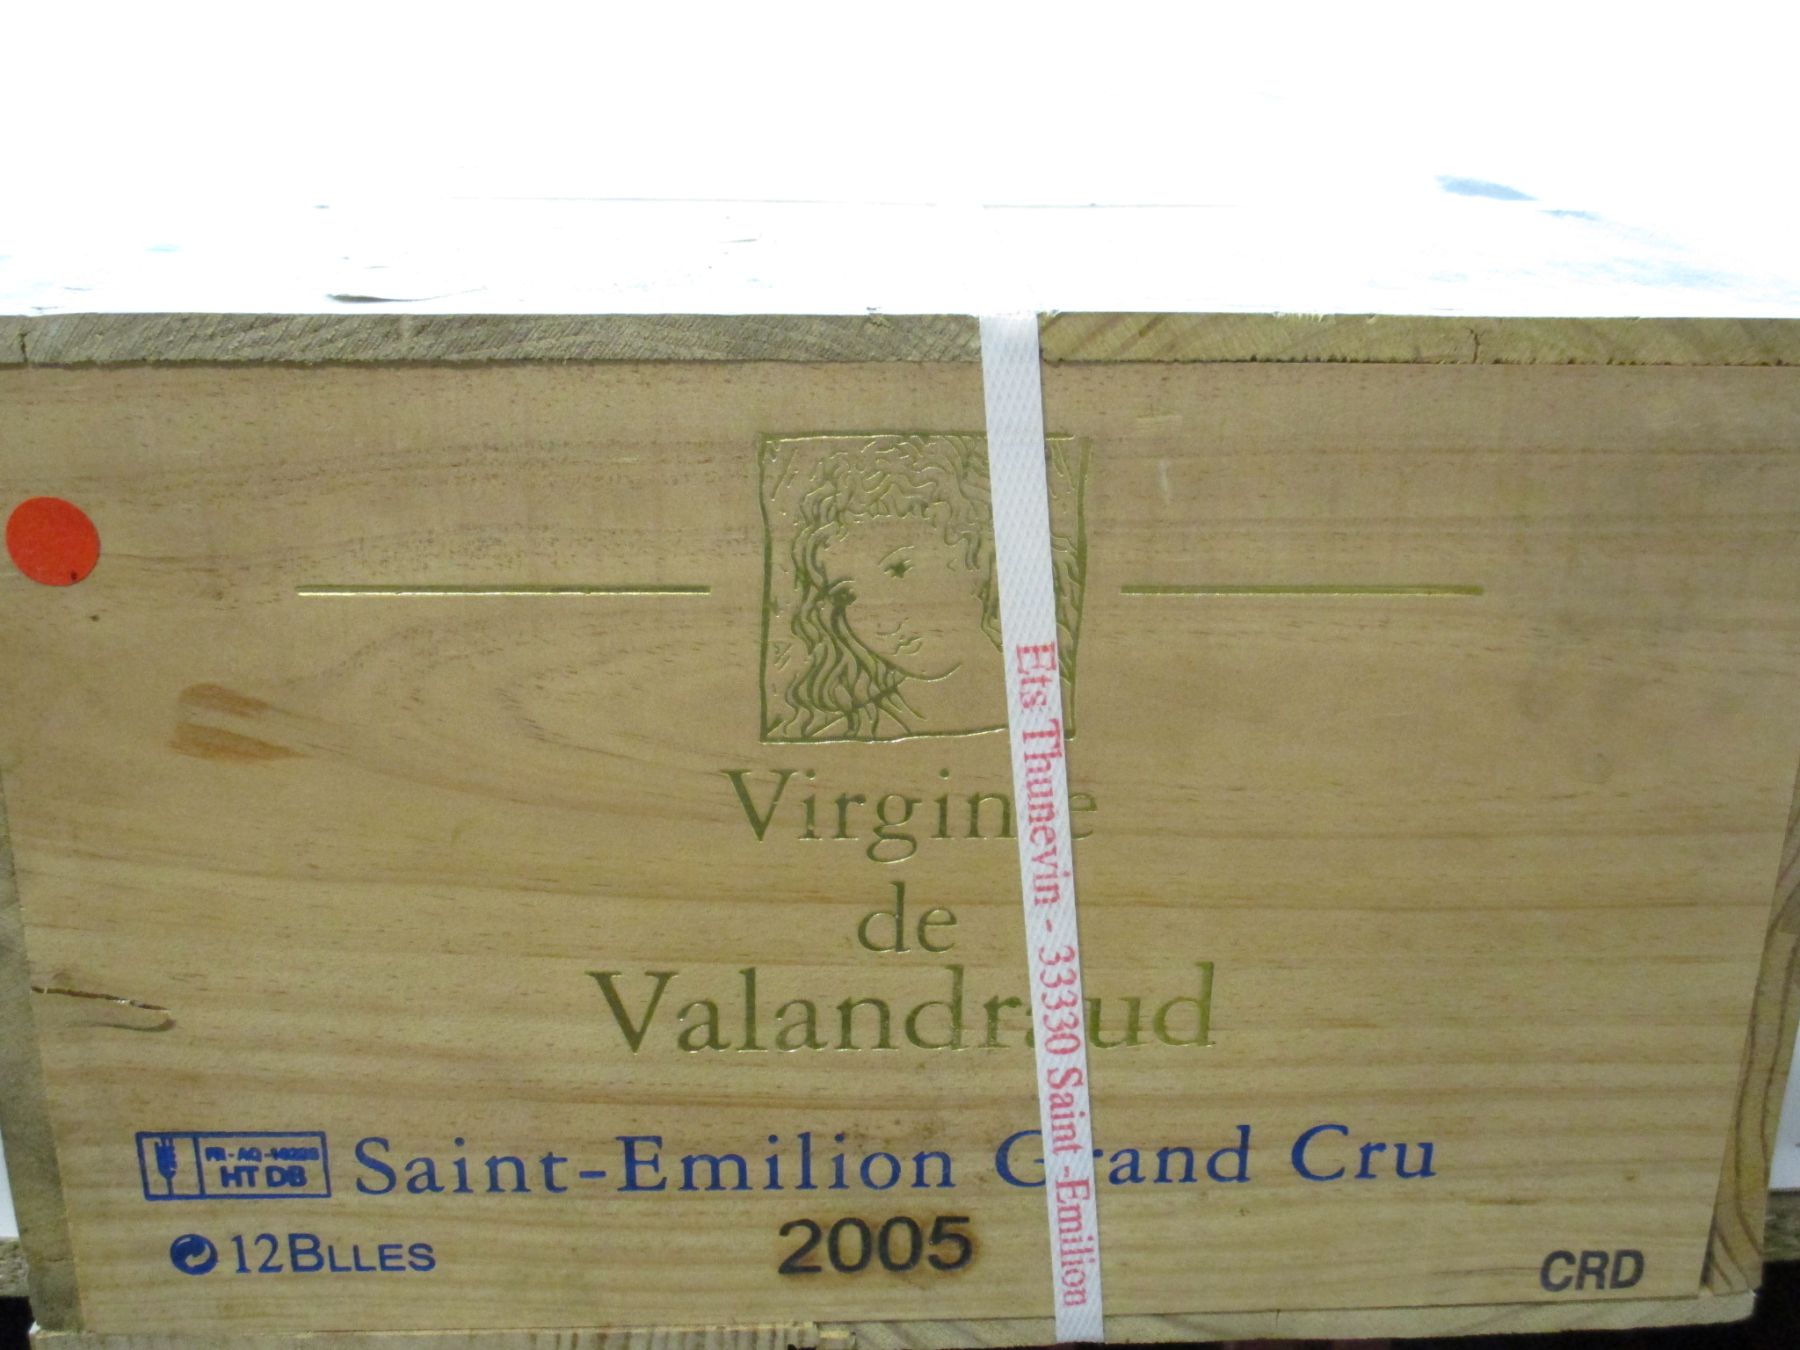 Virginie
de
Valandraud
HT DB
Saint-Emilion Grand Cru
12BLLES
2005
CRD
Ets Thunevin - 33330 Saint-Emilion